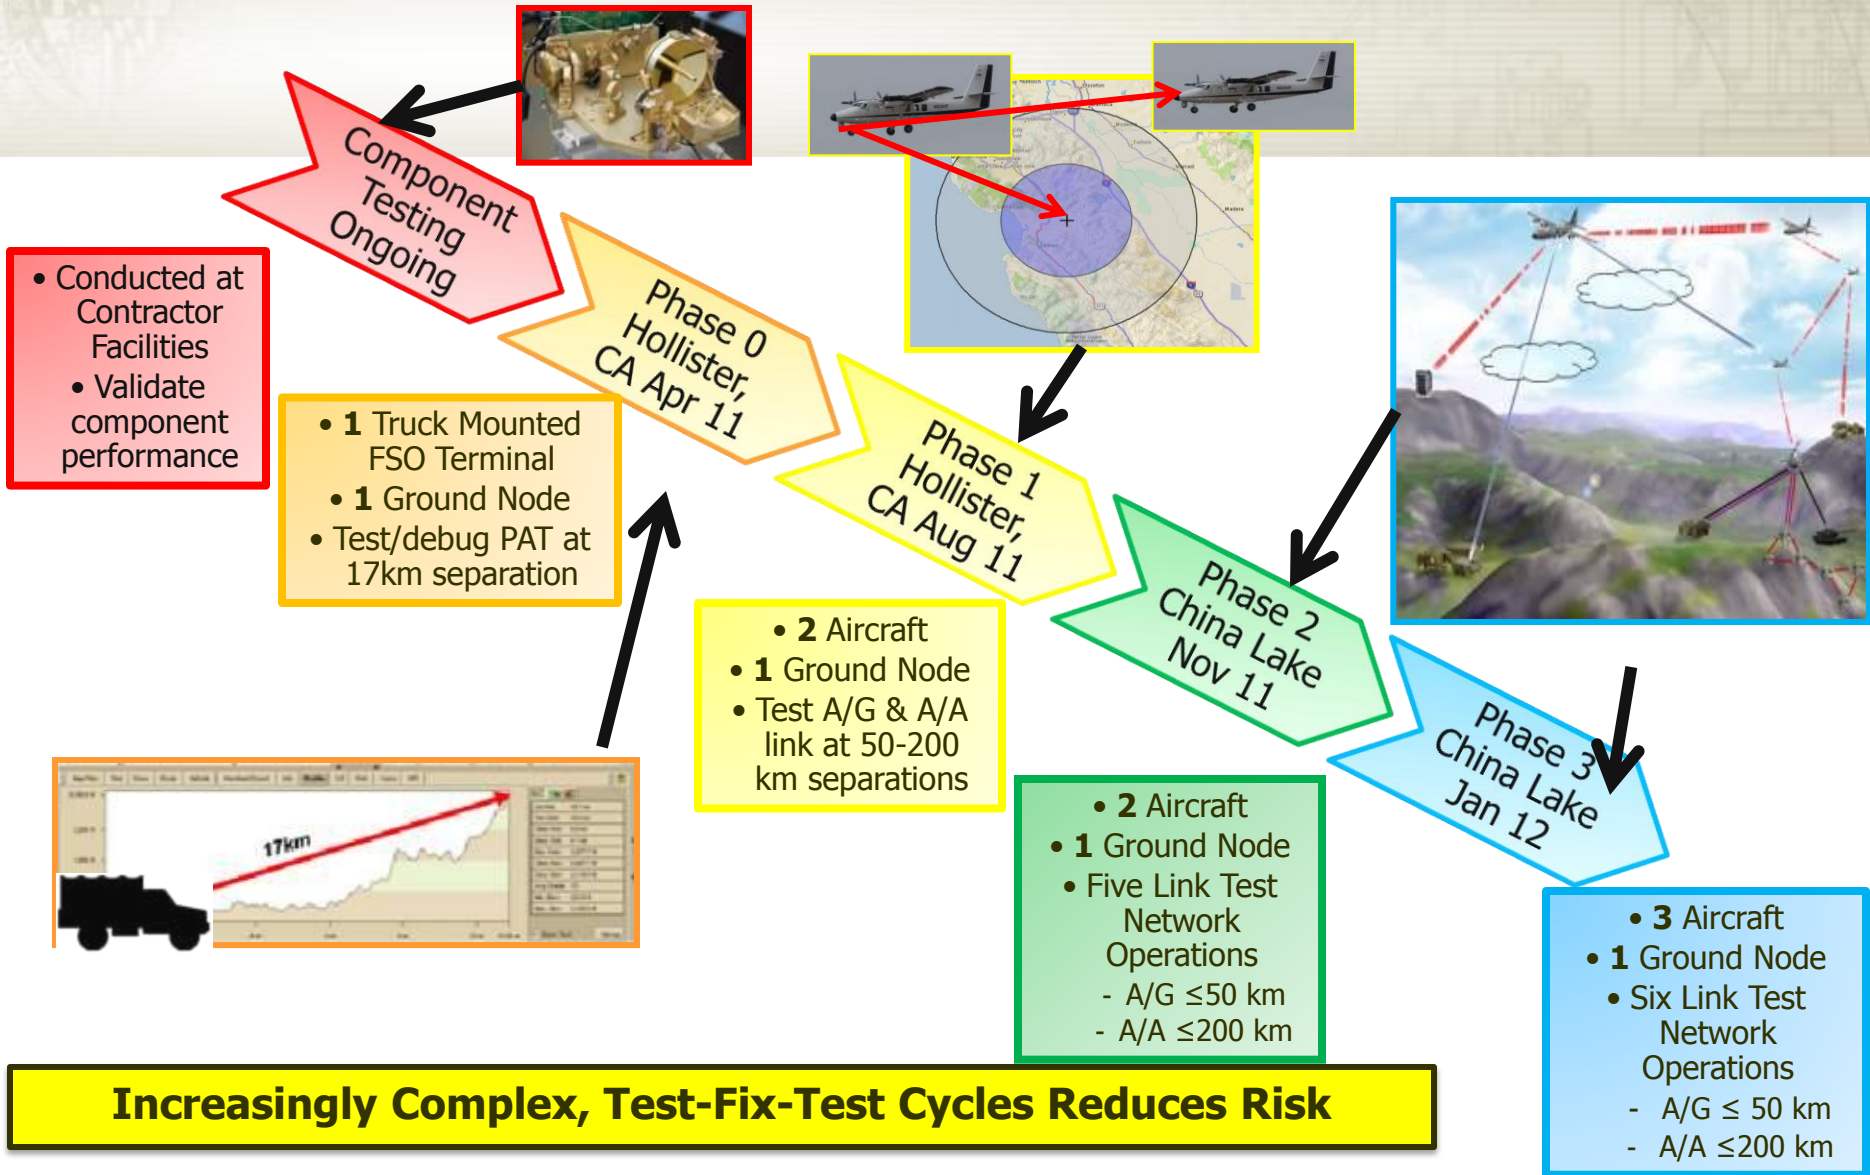 Component
Testing
Ongoing
• Conducted at
Contractor
Facilities
• Validate
component
performance
Phase 0
Hollister,
CA Apr 11
• 1 Truck Mounted
FSO Terminal
• 1 Ground Node
• Test/debug PAT at
17km separation
17km
Phase 1
Hollister,
CA Aug 11
• 2 Aircraft
• 1 Ground Node
• Test A/G & A/A
link at 50-200
km separations
Phase 2
China Lake
Nov 11
• 2 Aircraft
• 1 Ground Node
• Five Link Test
Network
Operations
- A/G ≤50 km
- A/A ≤200 km
Phase 3
China Lake
Jan 12
• 3 Aircraft
• 1 Ground Node
• Six Link Test
Network
Operations
- A/G ≤ 50 km
- A/A ≤200 km
Increasingly Complex, Test-Fix-Test Cycles Reduces Risk